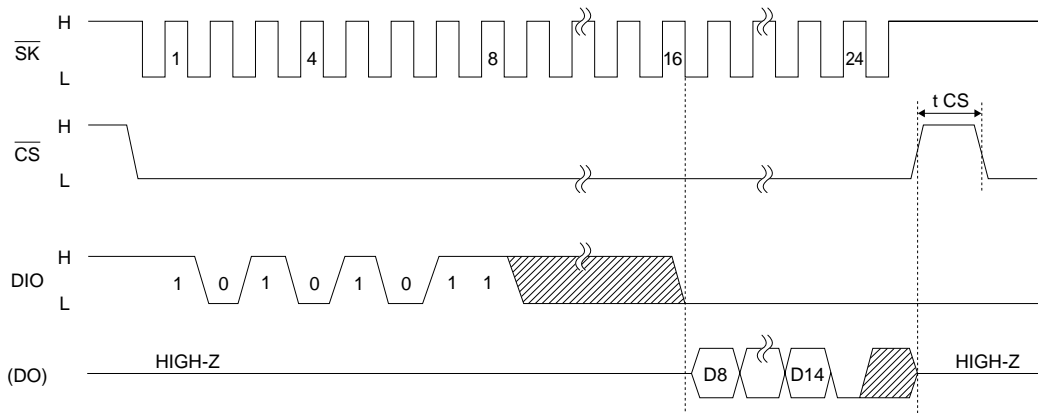 H
SK
L
1 4 8 16 24
t CS
H
CS
L
H
DIO
L
1 0 1 0 1 0 1 1
(DO)
HIGH-Z
D8
D14
HIGH-Z